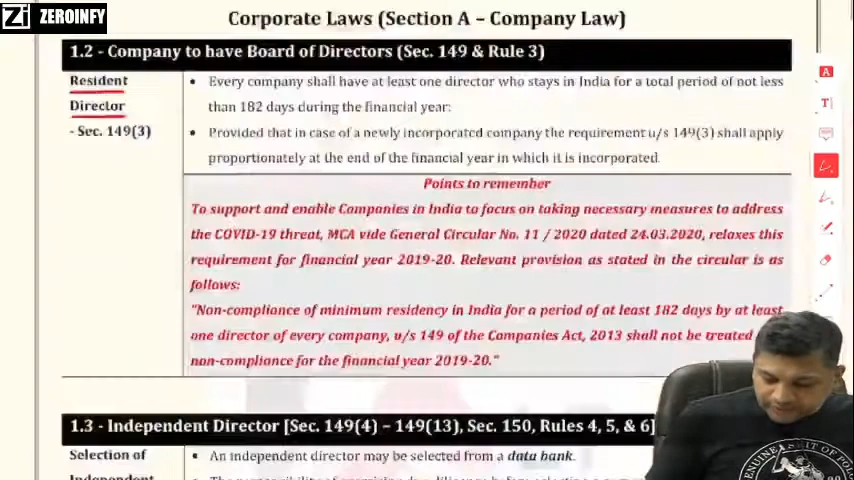 Zi ZEROINFY
Corporate Laws (Section A – Company Law)
1.2 - Company to have Board of Directors (Sec. 149 & Rule 3)
Resident
Director
- Sec. 149(3)
• Every company shall have at least one director who stays in India for a total period of not less
than 182 days during the financial year:
• Provided that in case of a newly incorporated company the requirement u/s 149(3) shall apply
proportionately at the end of the financial year in which it is incorporated.
Points to remember
To support and enable Companies in India to focus on taking necessary measures to address
the COVID-19 threat, MCA vide General Circular No. 11 / 2020 dated 24.03.2020, relaxes this
requirement for financial year 2019-20. Relevant provision as stated in the circular is as
follows:
"Non-compliance of minimum residency in India for a period of at least 182 days by at least
one director of every company, u/s 149 of the Companies Act, 2013 shall not be treated
non-compliance for the financial year 2019-20."
1.3 - Independent Director [Sec. 149(4) – 149(13), Sec. 150, Rules 4, 5, & 6]
Selection of
Independent
• An independent director may be selected from a data bank.